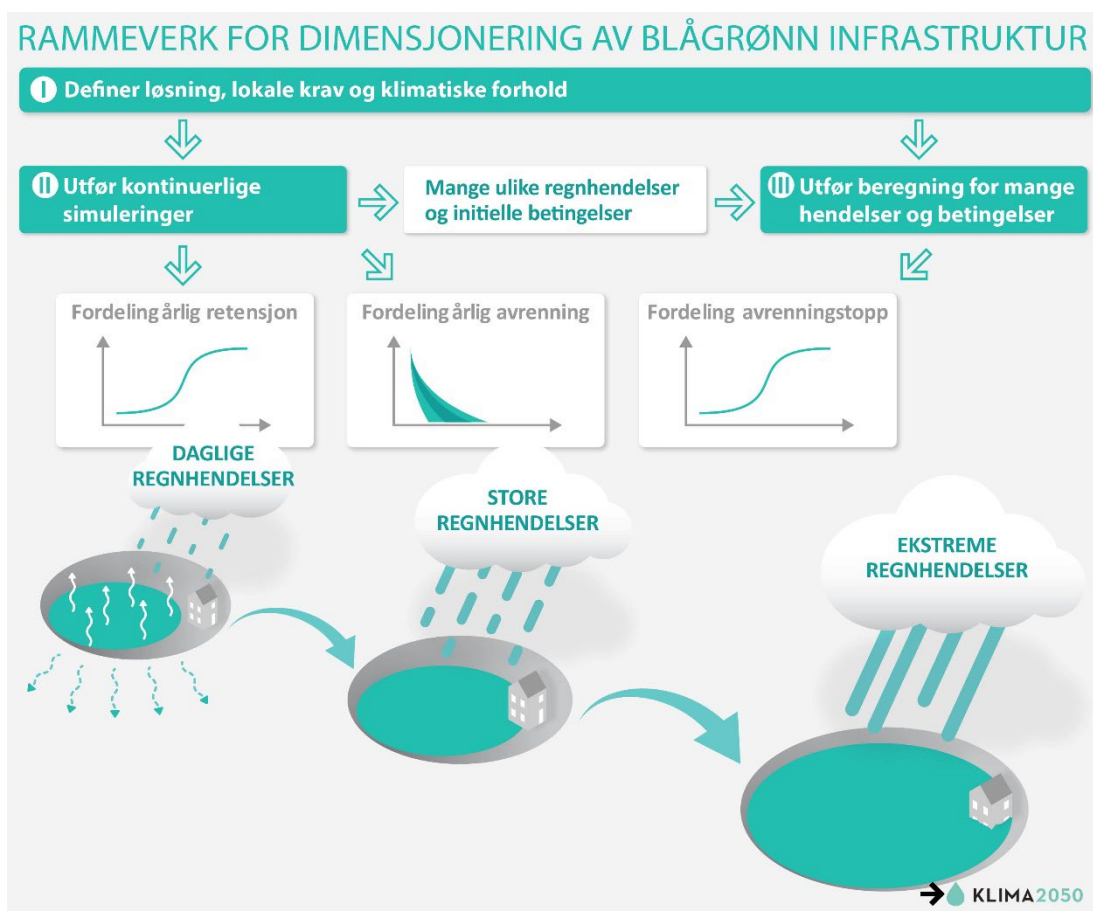 RAMMEVERK FOR DIMENSJONERING AV BLÅGRØNN INFRASTRUKTUR
I Definer løsning, lokale krav og klimatiske forhold
II Utfør kontinuerlige
simuleringer
Mange ulike regnhendelser
og initielle betingelser
III Utfør beregning for mange
hendelser og betingelser
Fordeling årlig retensjon
Fordeling årlig avrenning
Fordeling avrenningstopp
DAGLIGE
REGNHENDELSER
STORE
REGNHENDELSER
EKSTREME
REGNHENDELSER
KLIMA2050